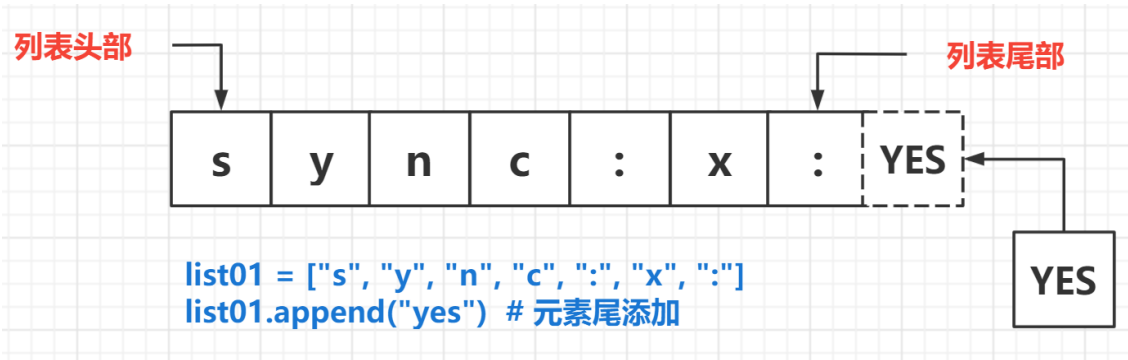 列表头部
列表尾部
s y n c : x : YES
YES
list01 = ["s", "y", "n", "c", ":", "x", ":"]
list01.append("yes") # 元素尾添加